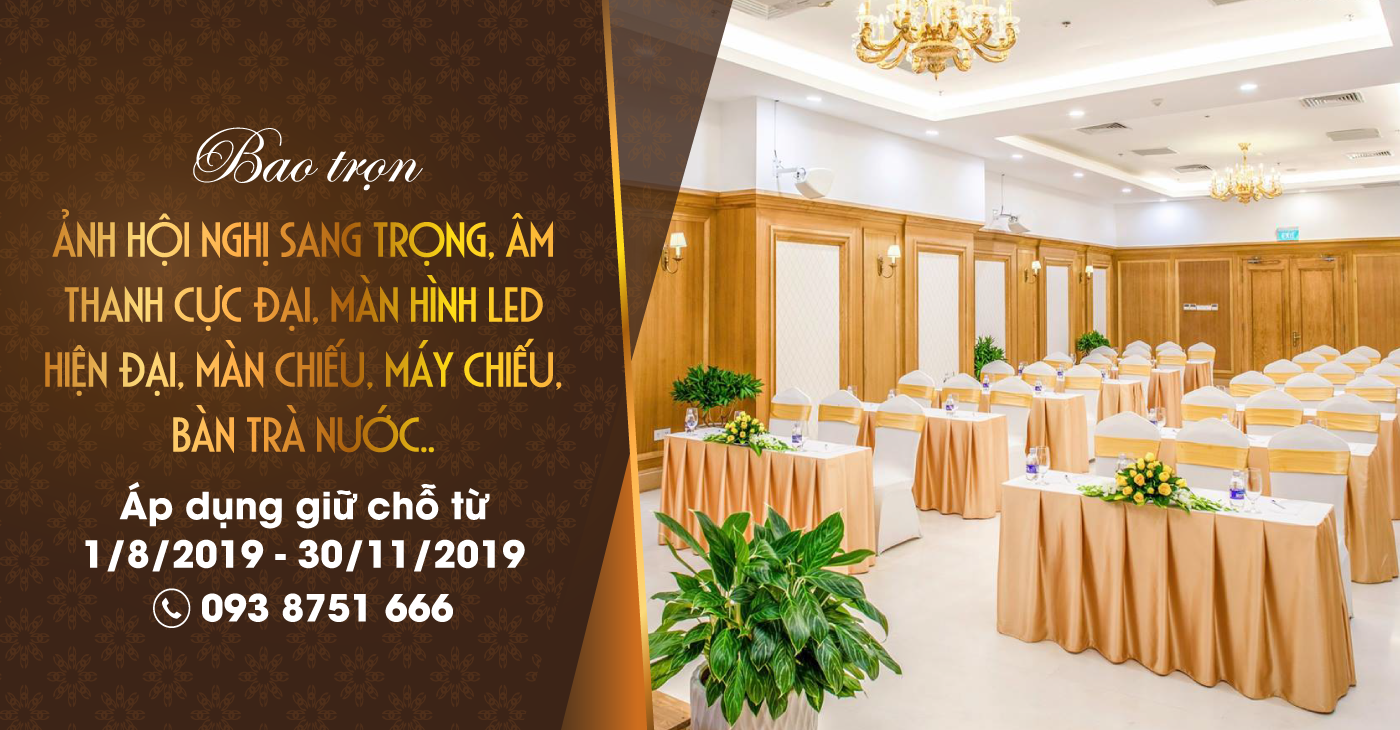 Bao trọn
ẢNH HỘI NGHỊ SANG TRỌNG, ÂM
THANH CỰC ĐẠI, MÀN HÌNH LED
HIỆN ĐẠI, MÀN CHIẾU, MÁY CHIẾU,
BÀN TRÀ NƯỚC..
Áp dụng giữ chỗ từ
1/8/2019 - 30/11/2019
093 8751 666
EXIT